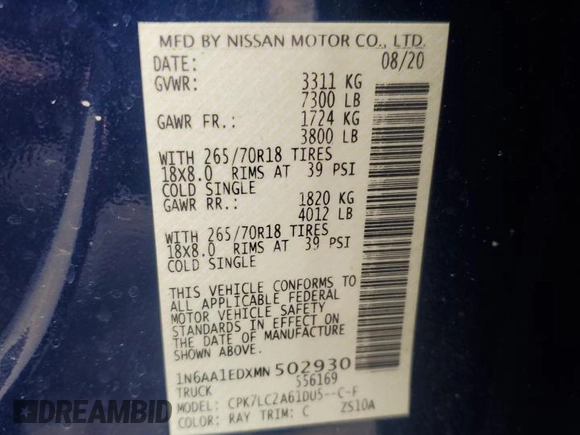 MFD BY NISSAN MOTOR CO., LTD.
DATE: 08/20
GVWR: 3311 KG
7300 LB
GAWR FR.: 1724 KG
3800 LB
WITH 265/70R18 TIRES
18X8.0 RIMS AT 39 PSI
COLD SINGLE
GAWR RR.: 1820 KG
4012 LB
WITH 265/70R18 TIRES
18X8.0 RIMS AT 39 PSI
COLD SINGLE
THIS VEHICLE CONFORMS TO
ALL APPLICABLE FEDERAL
MOTOR VEHICLE SAFETY
STANDARDS IN EFFECT ON
THE DATE OF MANUFACTURE
SHOWN ABOVE.
1N6AA1EDXMN502930
TRUCK 556169
MODEL: CPK7LC2A61DU5--C-F
COLOR: RAY TRIM: C ZS10A
DREAMBID